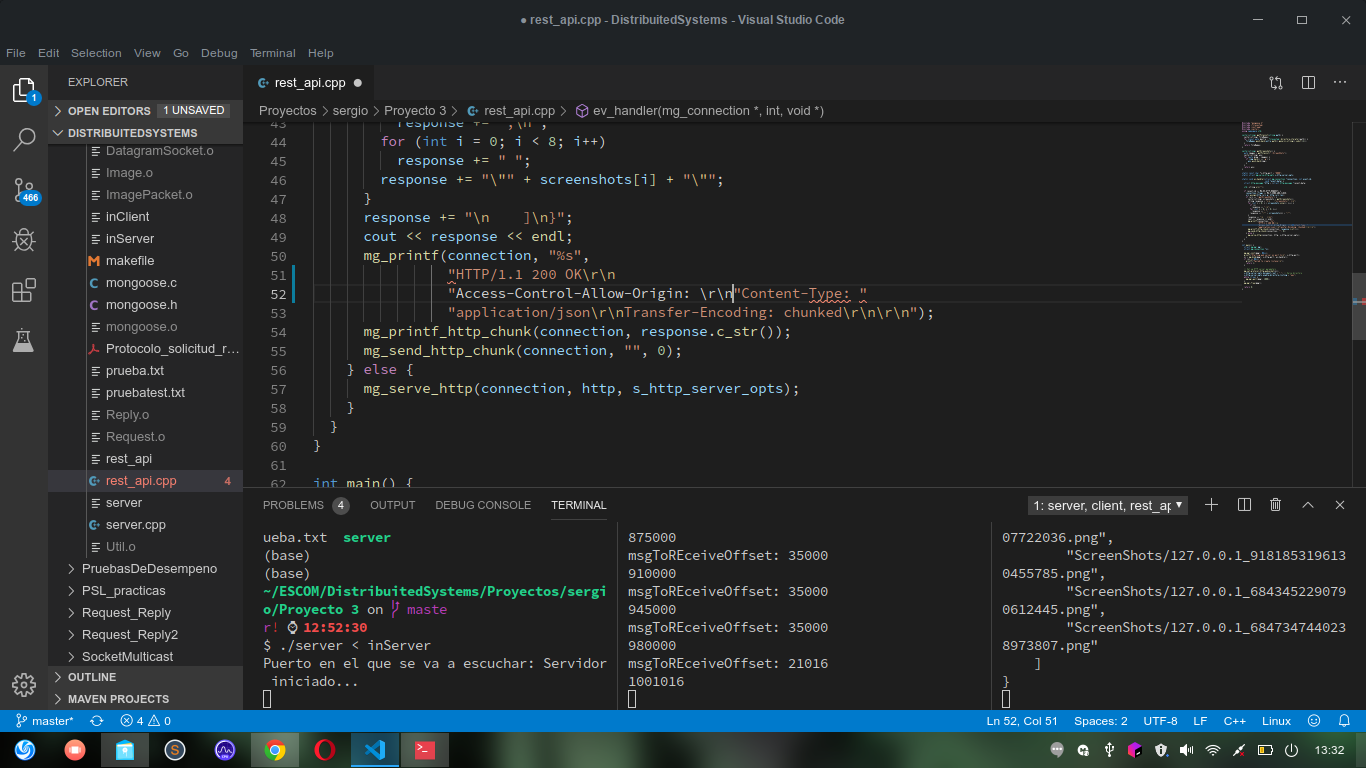 ● rest_api.cpp - DistribuitedSystems - Visual Studio Code
File Edit Selection View Go Debug Terminal Help
EXPLORER
rest_api.cpp ●
OPEN EDITORS 1 UNSAVED
DISTRIBUITEDSYSTEMS
1
466
DatagramSocket.o
Image.o
ImagePacket.o
inClient
inServer
makefile
mongoose.c
mongoose.h
mongoose.o
Protocolo_solicitud_r...
prueba.txt
pruebatest.txt
Reply.o
Request.o
rest_api
rest_api.cpp 4
server
server.cpp
Util.o
PruebasDeDesempeno
PSL_practicas
Request_Reply
Request_Reply2
SocketMulticast
OUTLINE
MAVEN PROJECTS
Proyectos > sergio > Proyecto 3 > rest_api.cpp > ev_handler(mg_connection *, int, void *)
43 response += ",\n";
44 for (int i = 0; i < 8; i++)
45 response += " ";
46 response += "\"" + screenshots[i] + "\"";
47 }
48 response += "\n    ]\n}";
49 cout << response << endl;
50 mg_printf(connection, "%s",
51 "HTTP/1.1 200 OK\r\n
52 "Access-Control-Allow-Origin: \r\n"Content-Type: "
53 "application/json\r\nTransfer-Encoding: chunked\r\n\r\n");
54 mg_printf_http_chunk(connection, response.c_str());
55 mg_send_http_chunk(connection, "", 0);
56 } else {
57 mg_serve_http(connection, http, s_http_server_opts);
58 }
59 }
60 }
61
62 int main() {
PROBLEMS 4 OUTPUT DEBUG CONSOLE TERMINAL
1: server, client, rest_ap
ueba.txt  server
(base)
(base)
~/ESCOM/DistribuitedSystems/Proyectos/sergi
o/Proyecto 3 on maste
r! 12:52:30
$ ./server < inServer
Puerto en el que se va a escuchar: Servidor
iniciado...
875000
msgToREceiveOffset: 35000
910000
msgToREceiveOffset: 35000
945000
msgToREceiveOffset: 35000
980000
msgToREceiveOffset: 21016
1001016
07722036.png",
"ScreenShots/127.0.0.1_918185319613
0455785.png",
"ScreenShots/127.0.0.1_684345229079
0612445.png",
"ScreenShots/127.0.0.1_684734744023
8973807.png"
]
}
master* 4 0 Ln 52, Col 51 Spaces: 2 UTF-8 LF C++ Linux
13:32